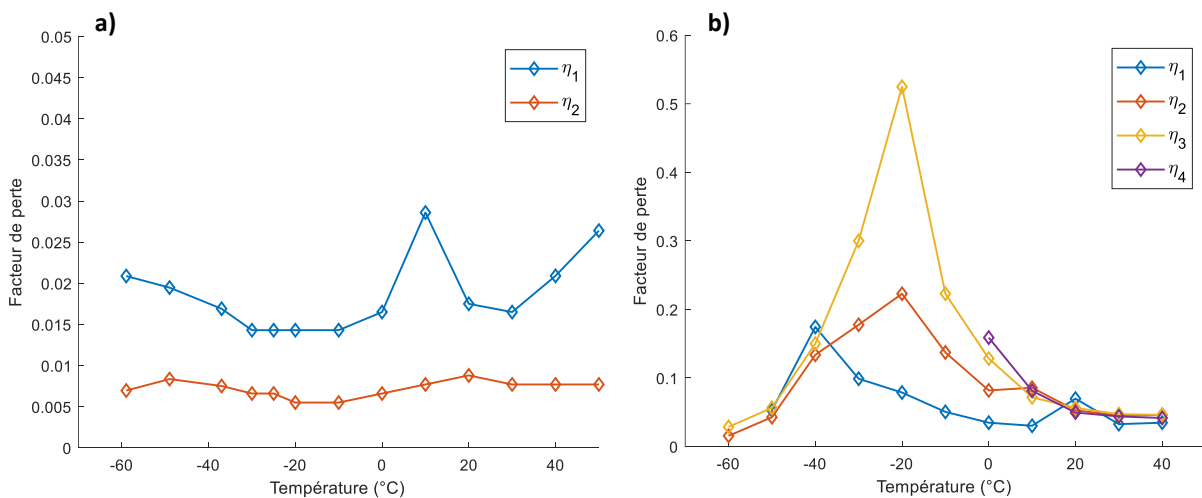 a)
0.05
0.045
0.04
0.035
0.03
0.025
0.02
0.015
0.01
0.005
0
Facteur de perte
-60 -40 -20 0 20 40
Température (°C)
η1
η2
b)
0.6
0.5
0.4
0.3
0.2
0.1
0
Facteur de perte
-60 -40 -20 0 20 40
Température (°C)
η1
η2
η3
η4